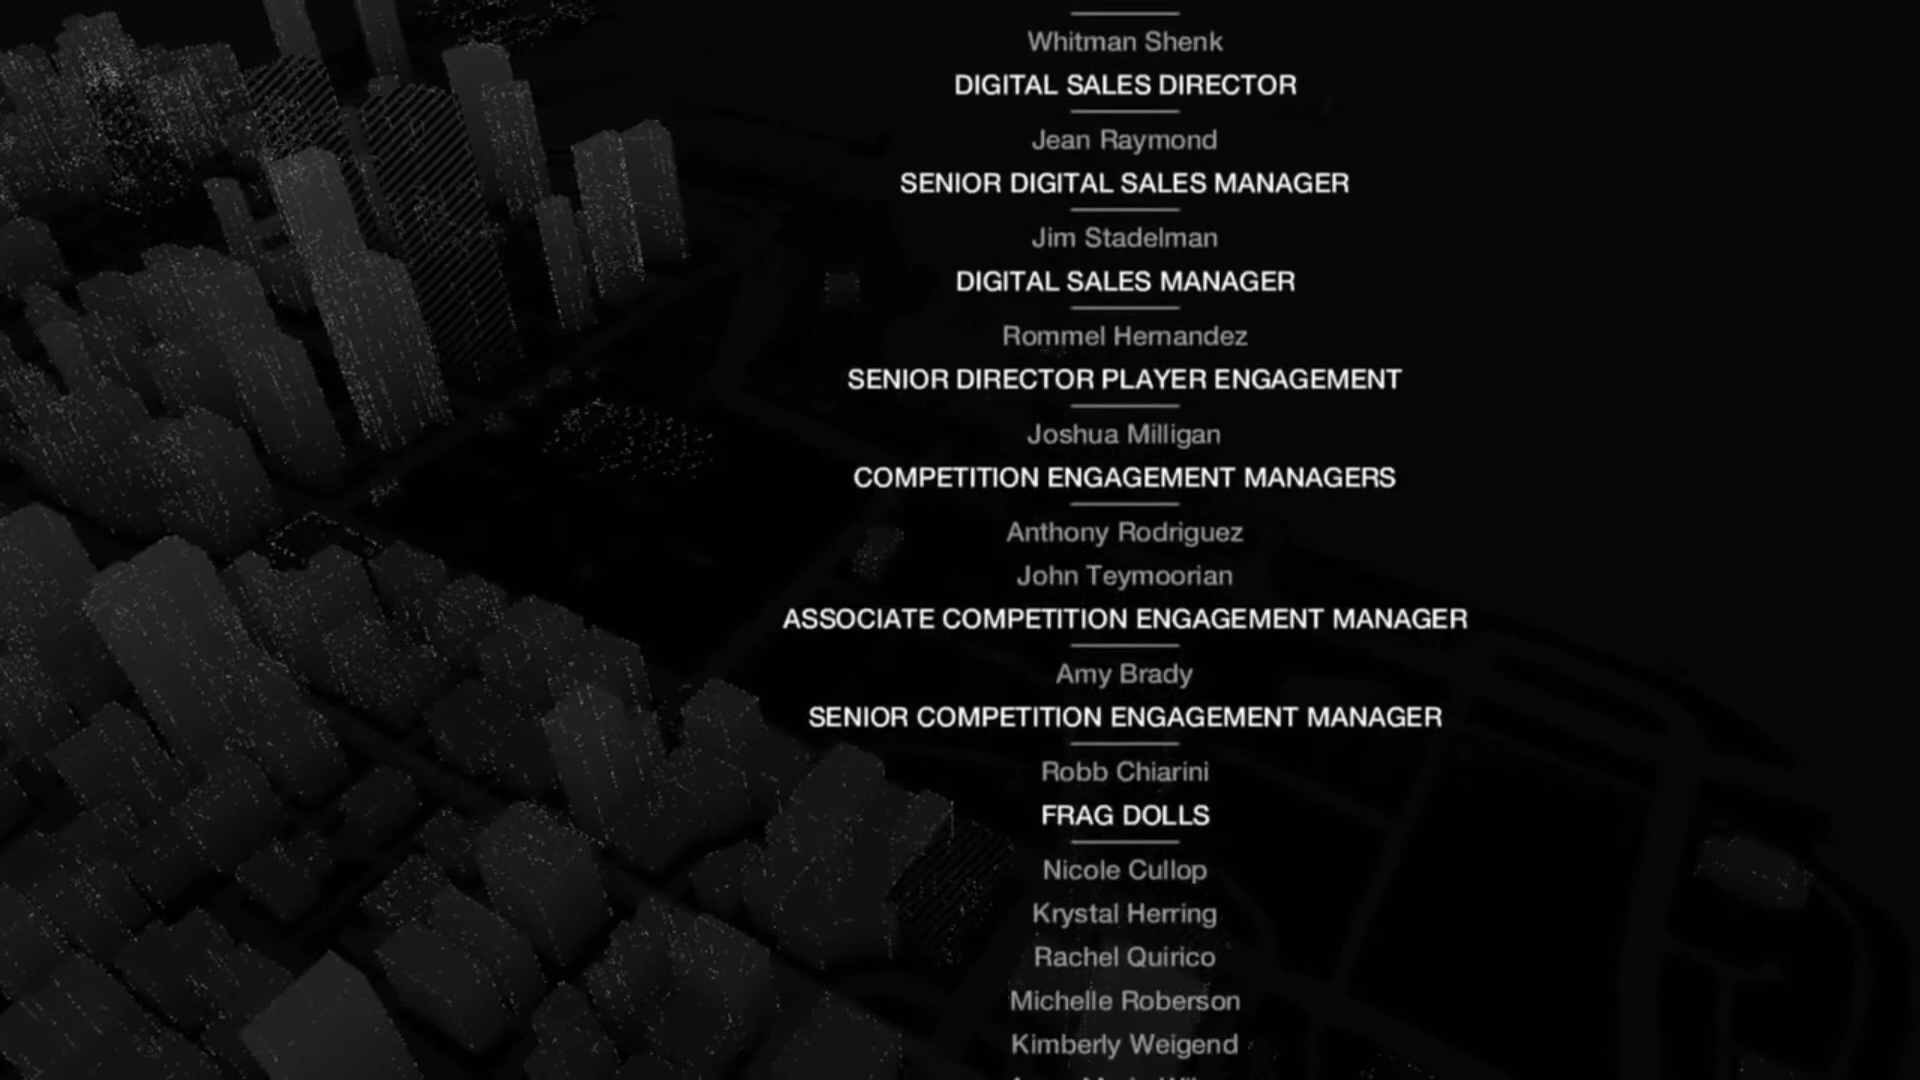 Whitman Shenk
DIGITAL SALES DIRECTOR
Jean Raymond
SENIOR DIGITAL SALES MANAGER
Jim Stadelman
DIGITAL SALES MANAGER
Rommel Hernandez
SENIOR DIRECTOR PLAYER ENGAGEMENT
Joshua Milligan
COMPETITION ENGAGEMENT MANAGERS
Anthony Rodriguez
John Teymoorian
ASSOCIATE COMPETITION ENGAGEMENT MANAGER
Amy Brady
SENIOR COMPETITION ENGAGEMENT MANAGER
Robb Chiarini
FRAG DOLLS
Nicole Cullop
Krystal Herring
Rachel Quirico
Michelle Roberson
Kimberly Weigend